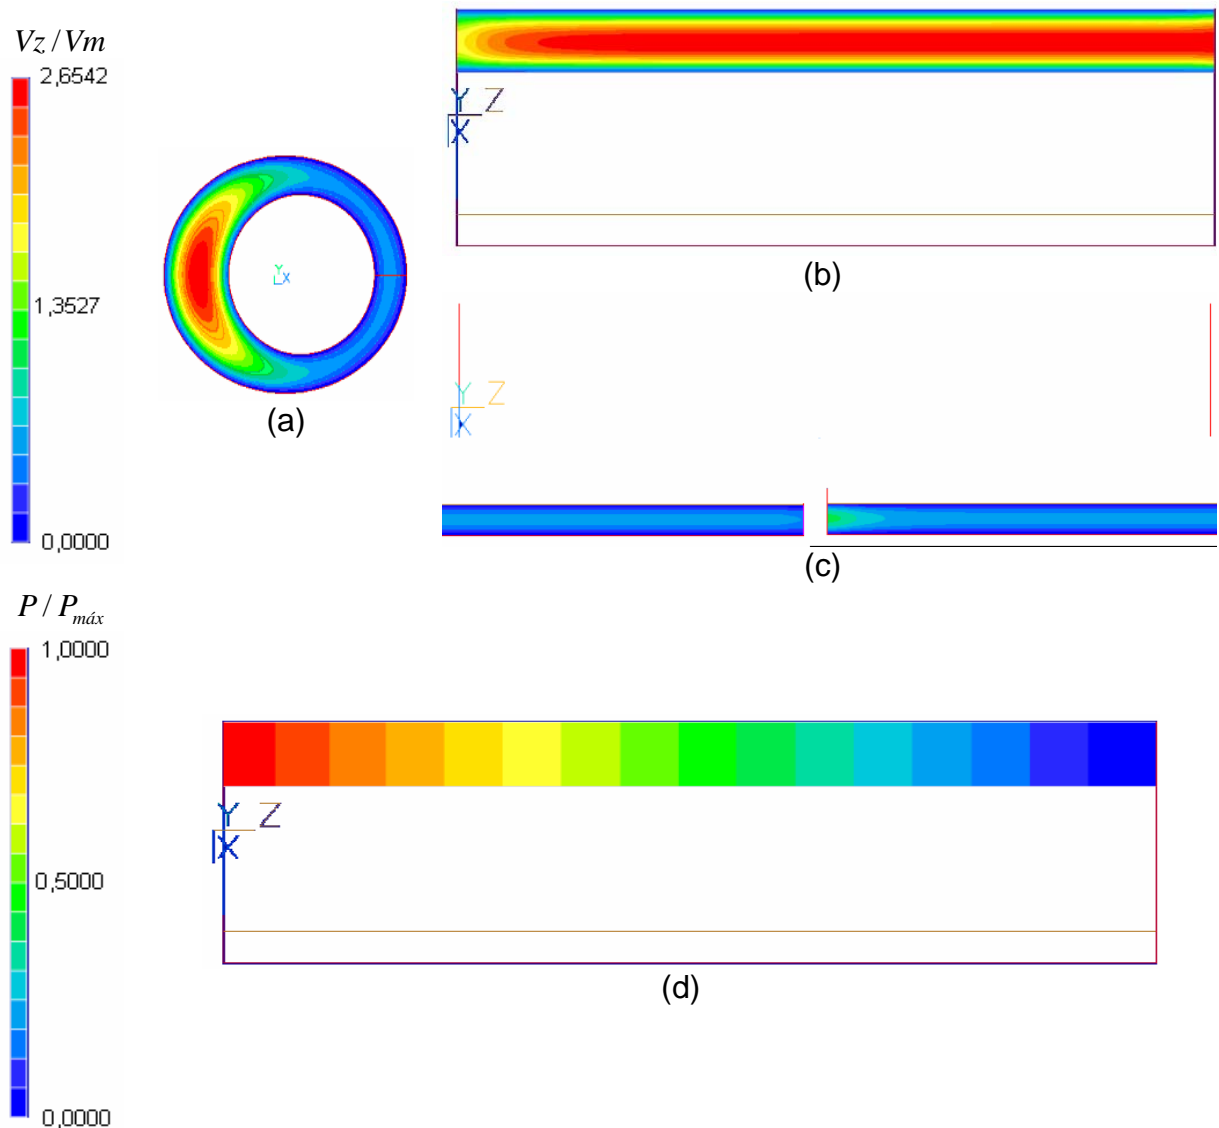 Vz / Vm
2,6542
1,3527
0,0000
Y
X
(a)
Y Z
X
(b)
Y Z
X
(c)
P / Pmáx
1,0000
0,5000
0,0000
Y Z
X
(d)